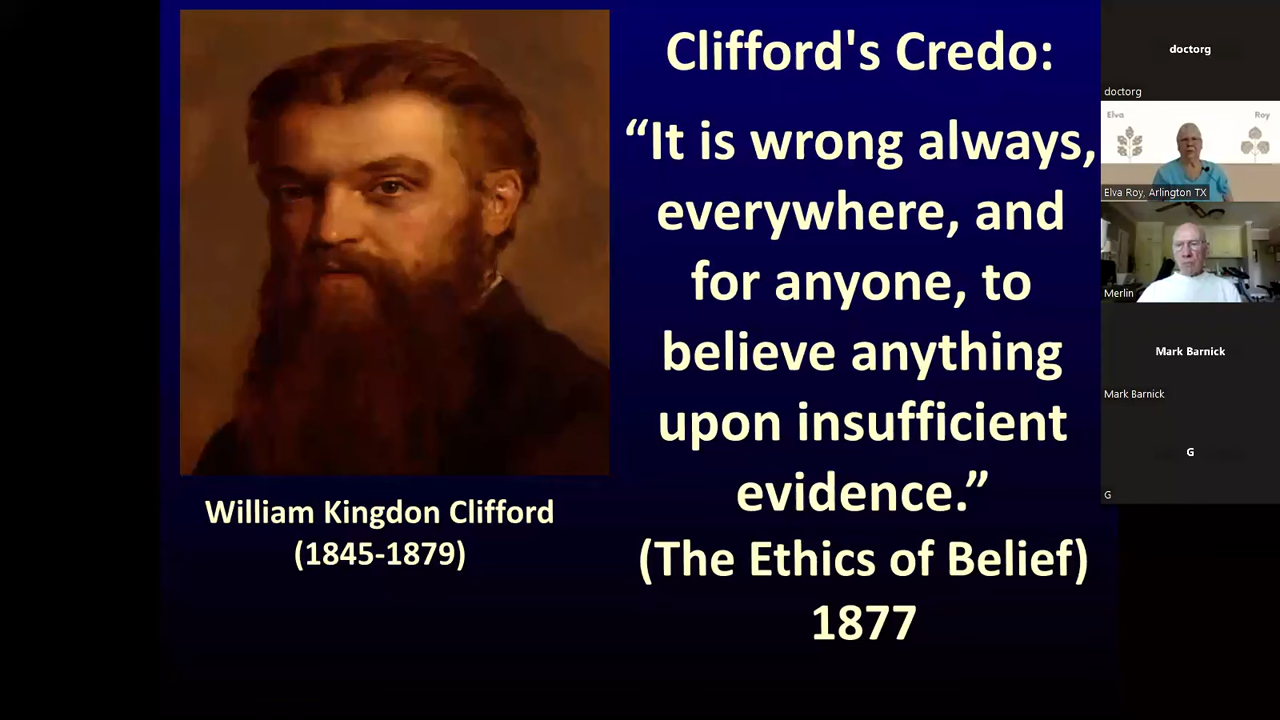 Clifford's Credo:
“It is wrong always,
everywhere, and
for anyone, to
believe anything
upon insufficient
evidence.”
(The Ethics of Belief)
1877
William Kingdon Clifford
(1845-1879)
doctorg
doctorg
Elva
Roy
Elva Roy, Arlington TX
Merlin
Mark Barnick
Mark Barnick
G
G